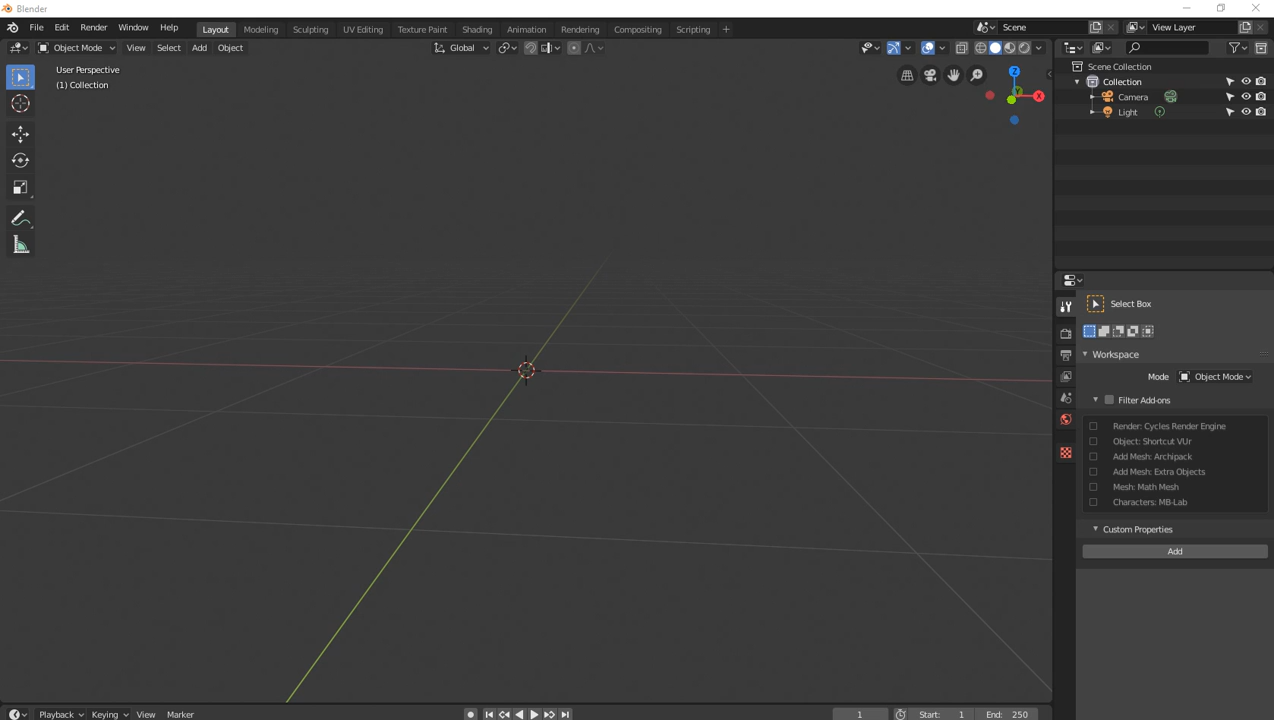 Blender
File Edit Render Window Help Layout Modeling Sculpting UV Editing Texture Paint Shading Animation Rendering Compositing Scripting + Scene View Layer
Object Mode View Select Add Object Global
User Perspective
(1) Collection
Z
Y
X
Scene Collection
Collection
Camera
Light
Select Box
Workspace
Mode Object Mode
Filter Add-ons
Render: Cycles Render Engine
Object: Shortcut VUr
Add Mesh: Archipack
Add Mesh: Extra Objects
Mesh: Math Mesh
Characters: MB-Lab
Custom Properties
Add
Playback Keying View Marker 1 Start: 1 End: 250